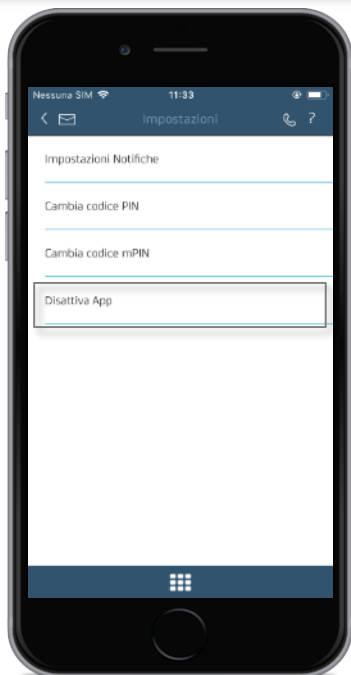 Nessuna SIM 11:33
Impostazioni ?
Impostazioni Notifiche
Cambia codice PIN
Cambia codice mPIN
Disattiva App